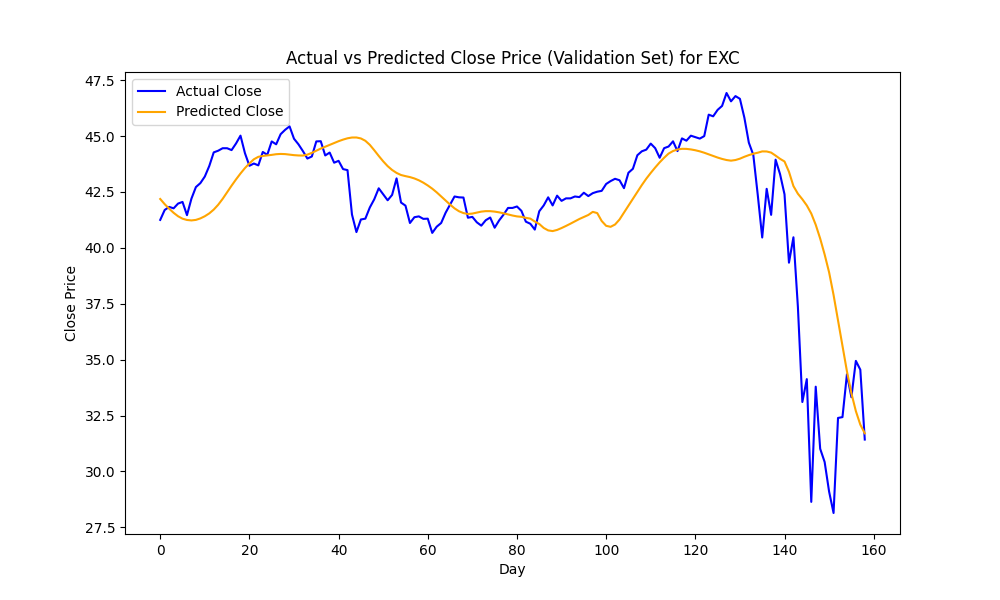 Actual vs Predicted Close Price (Validation Set) for EXC
Actual Close
Predicted Close
47.5
45.0
42.5
40.0
37.5
35.0
32.5
30.0
27.5
Close Price
0 20 40 60 80 100 120 140 160
Day